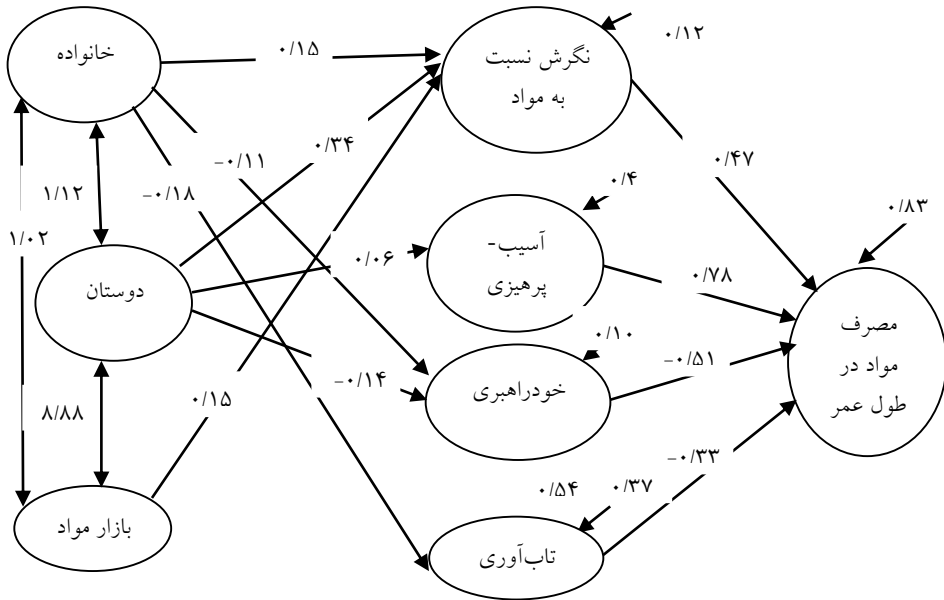 خانواده
۰/۱۵
نگرش نسبت
به مواد
۰/۱۲
-۰/۱۱
۰/۳۴
۰/۴۷
۱/۱۲
-۰/۱۸
۰/۴
۰/۸۳
۱/۰۲
آسیب-
پرهیزی
۰/۰۶
۰/۷۸
دوستان
مصرف
مواد در
طول عمر
۰/۱۰
-۰/۱۴
خودراهبری
-۰/۵۱
۸/۸۸
۰/۱۵
-۰/۳۳
۰/۵۴
۰/۳۷
بازار مواد
تاب‌آوری